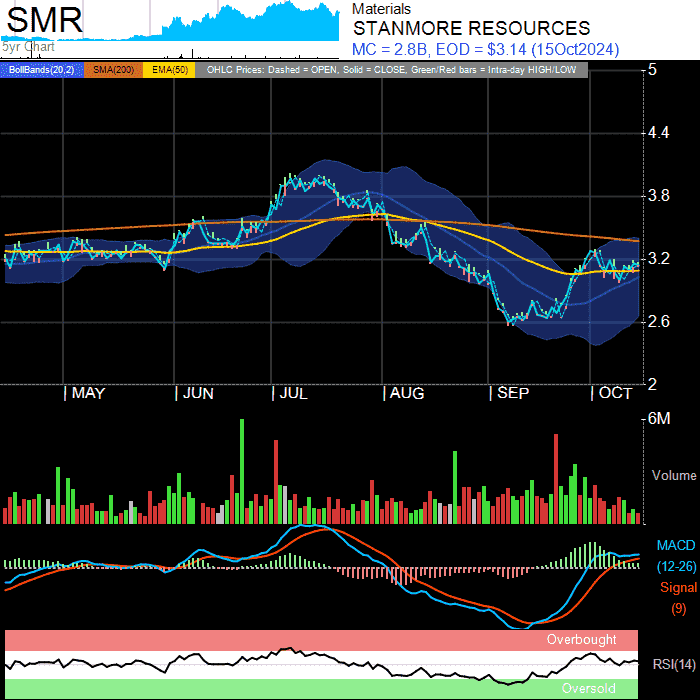 SMR
5yr Chart
Materials
STANMORE RESOURCES
MC = 2.8B, EOD = $3.14 (15Oct2024)
BollBands(20,2) SMA(200) EMA(50) OHLC Prices: Dashed = OPEN, Solid = CLOSE, Green/Red bars = Intra-day HIGH/LOW
5
4.4
3.8
3.2
2.6
2
| MAY | JUN | JUL | AUG | SEP | OCT
6M
Volume
MACD
(12-26)
Signal
(9)
Overbought
RSI(14)
Oversold